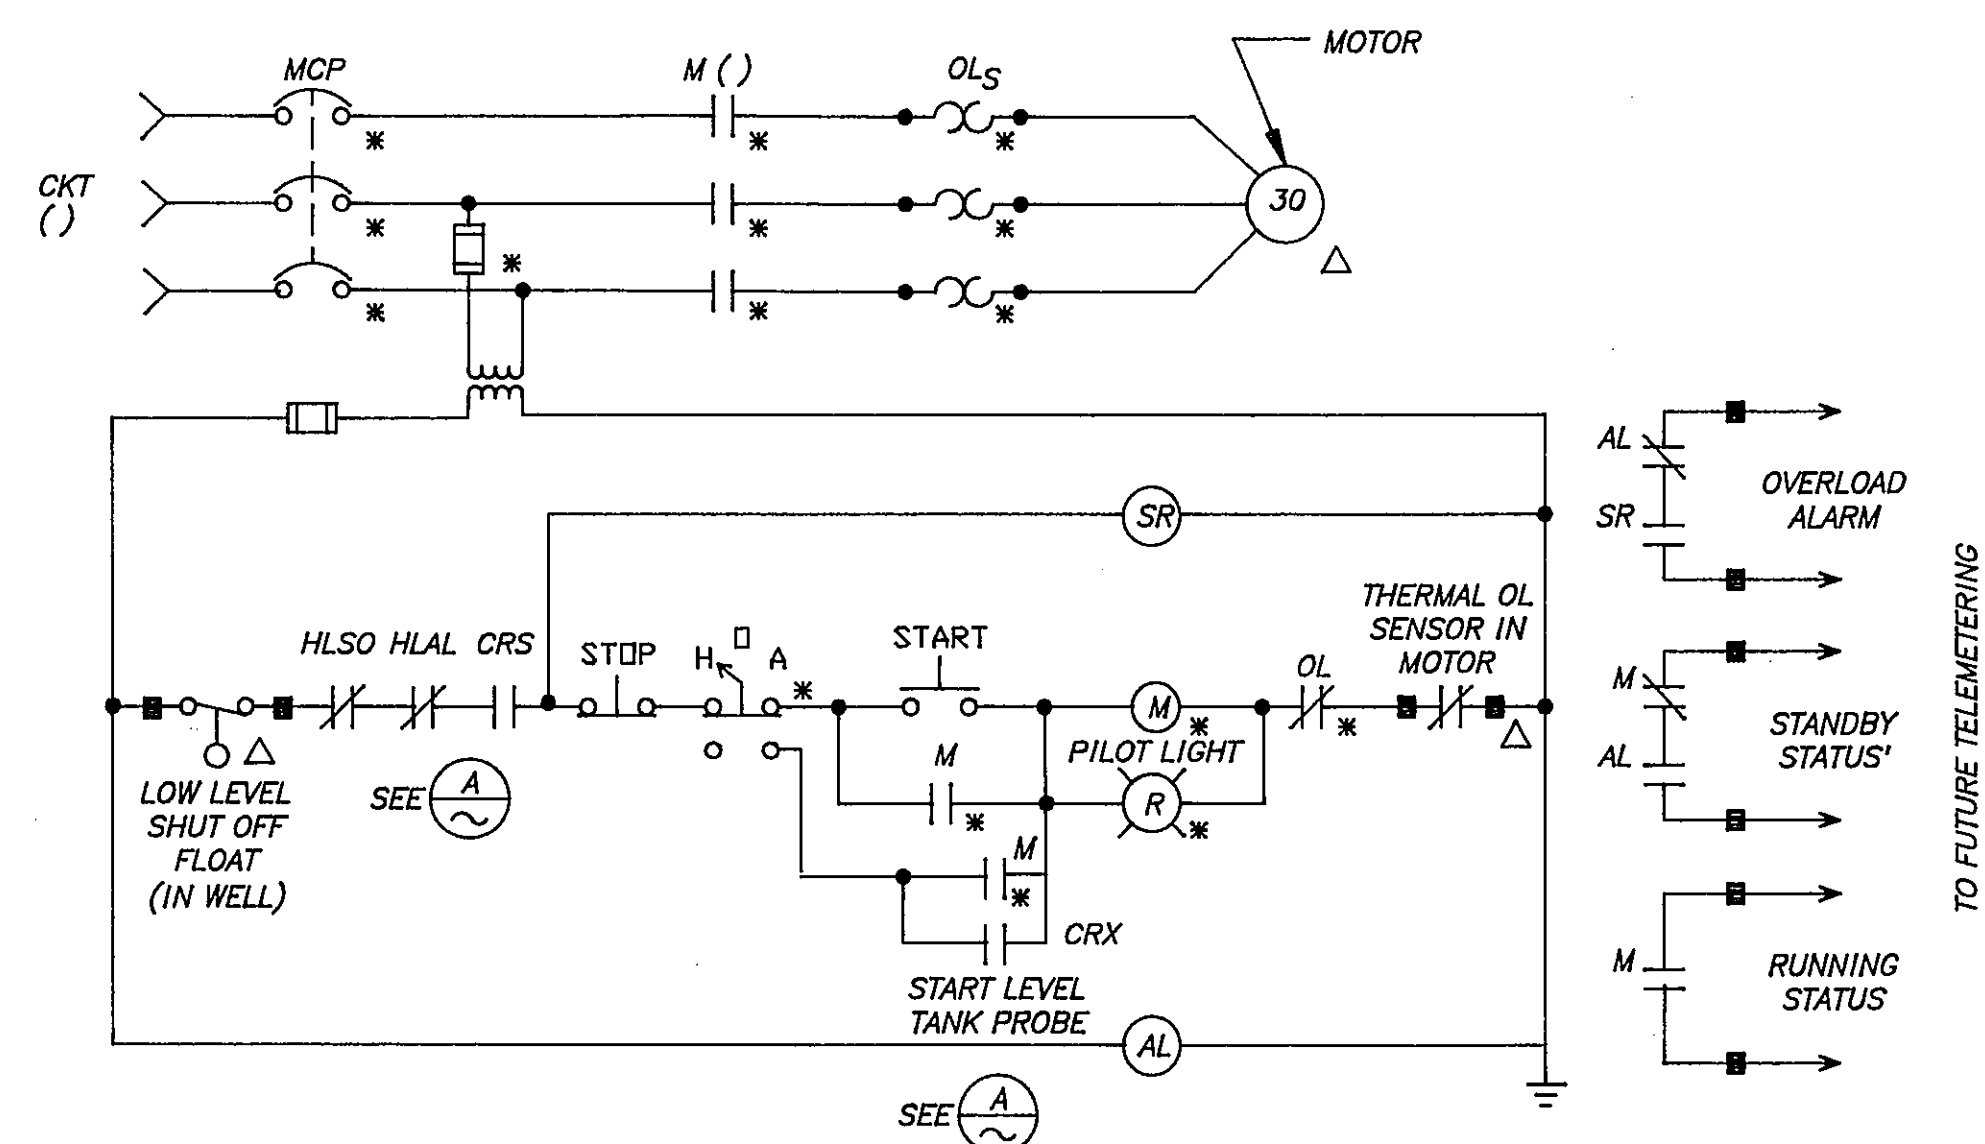 MOTOR
MCP
M ( )
OLS
CKT
( )
30
AL
OVERLOAD
ALARM
SR
SR
THERMAL OL
SENSOR IN
MOTOR
HLSO HLAL CRS
STOP
H O A
START
OL
M
M
STANDBY
STATUS'
AL
PILOT LIGHT
M
R
SEE A
LOW LEVEL
SHUT OFF
FLOAT
(IN WELL)
M
CRX
START LEVEL
TANK PROBE
M
RUNNING
STATUS
AL
SEE A
TO FUTURE TELEMETERING